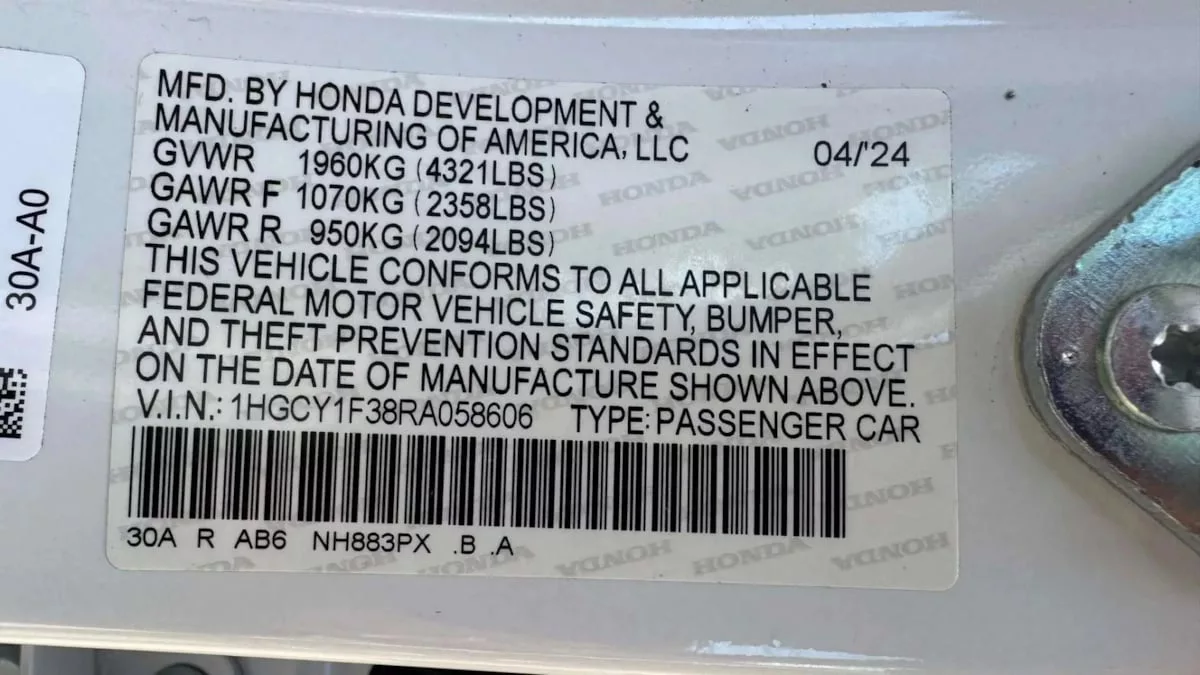 MFD. BY HONDA DEVELOPMENT &
MANUFACTURING OF AMERICA, LLC
04/'24
GVWR 1960KG (4321LBS)
GAWR F 1070KG (2358LBS)
GAWR R 950KG (2094LBS)
THIS VEHICLE CONFORMS TO ALL APPLICABLE
FEDERAL MOTOR VEHICLE SAFETY, BUMPER,
AND THEFT PREVENTION STANDARDS IN EFFECT
ON THE DATE OF MANUFACTURE SHOWN ABOVE.
V.I.N.: 1HGCY1F38RA058606 TYPE: PASSENGER CAR
30A R AB6 NH883PX .B .A
30A-A0
HONDA